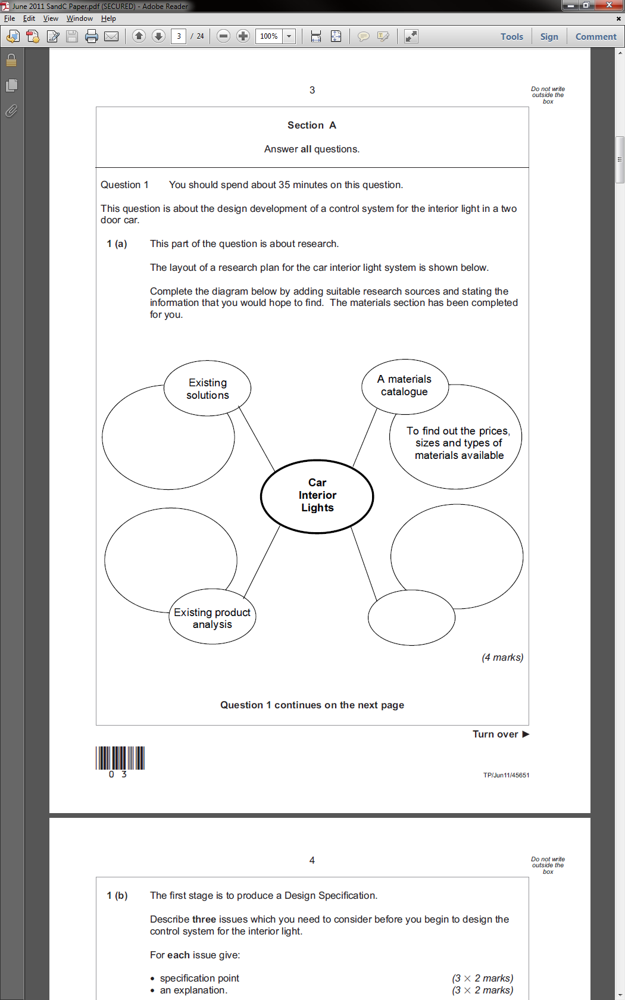 June 2011 SandC Paper.pdf (SECURED) - Adobe Reader
File Edit View Window Help
3 / 24 100% Tools Sign Comment
3
Do not write
outside the
box
Section A
Answer all questions.
Question 1 You should spend about 35 minutes on this question.
This question is about the design development of a control system for the interior light in a two
door car.
1 (a) This part of the question is about research.
The layout of a research plan for the car interior light system is shown below.
Complete the diagram below by adding suitable research sources and stating the
information that you would hope to find. The materials section has been completed
for you.
Existing
solutions
A materials
catalogue
To find out the prices,
sizes and types of
materials available
Car
Interior
Lights
Existing product
analysis
(4 marks)
Question 1 continues on the next page
Turn over ►
0 3
TP/Jun11/45651
4
Do not write
outside the
box
1 (b) The first stage is to produce a Design Specification.
Describe three issues which you need to consider before you begin to design the
control system for the interior light.
For each issue give:
• specification point (3 × 2 marks)
• an explanation. (3 × 2 marks)